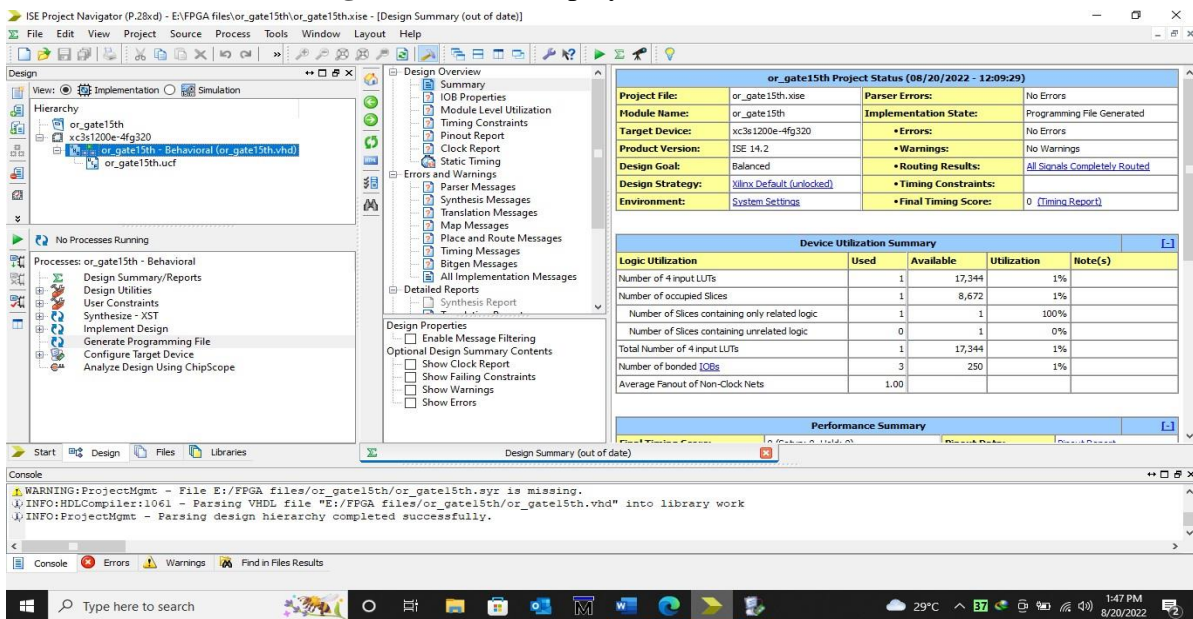 ISE Project Navigator (P.28xd) - E:\FPGA files\or_gate15th\or_gate15th.xise - [Design Summary (out of date)]
File Edit View Project Source Process Tools Window Layout Help
Design
View: Implementation Simulation
Hierarchy
or_gate15th
xc3s1200e-4fg320
or_gate15th - Behavioral (or_gate15th.vhd)
or_gate15th.ucf
No Processes Running
Processes: or_gate15th - Behavioral
Design Summary/Reports
Design Utilities
User Constraints
Synthesize - XST
Implement Design
Generate Programming File
Configure Target Device
Analyze Design Using ChipScope
Start Design Files Libraries
Design Overview
Summary
IOB Properties
Module Level Utilization
Timing Constraints
Pinout Report
Clock Report
Static Timing
Errors and Warnings
Parser Messages
Synthesis Messages
Translation Messages
Map Messages
Place and Route Messages
Timing Messages
Bitgen Messages
All Implementation Messages
Detailed Reports
Synthesis Report
Design Properties
Enable Message Filtering
Optional Design Summary Contents
Show Clock Report
Show Failing Constraints
Show Warnings
Show Errors
Design Summary (out of date)
or_gate15th Project Status (08/20/2022 - 12:09:29)
Project File: or_gate15th.xise Parser Errors: No Errors
Module Name: or_gate15th Implementation State: Programming File Generated
Target Device: xc3s1200e-4fg320 •Errors: No Errors
Product Version: ISE 14.2 •Warnings: No Warnings
Design Goal: Balanced •Routing Results: All Signals Completely Routed
Design Strategy: Xilinx Default (unlocked) •Timing Constraints:
Environment: System Settings •Final Timing Score: 0 (Timing Report)
Device Utilization Summary [-]
Logic Utilization Used Available Utilization Note(s)
Number of 4 input LUTs 1 17,344 1%
Number of occupied Slices 1 8,672 1%
Number of Slices containing only related logic 1 1 100%
Number of Slices containing unrelated logic 0 1 0%
Total Number of 4 input LUTs 1 17,344 1%
Number of bonded IOBs 3 250 1%
Average Fanout of Non-Clock Nets 1.00
Performance Summary [-]
Console
WARNING:ProjectMgmt - File E:/FPGA files/or_gate15th/or_gate15th.syr is missing.
INFO:HDLCompiler:1061 - Parsing VHDL file "E:/FPGA files/or_gate15th/or_gate15th.vhd" into library work
INFO:ProjectMgmt - Parsing design hierarchy completed successfully.
Console Errors Warnings Find in Files Results
Type here to search
29°C
37
1:47 PM
8/20/2022
2